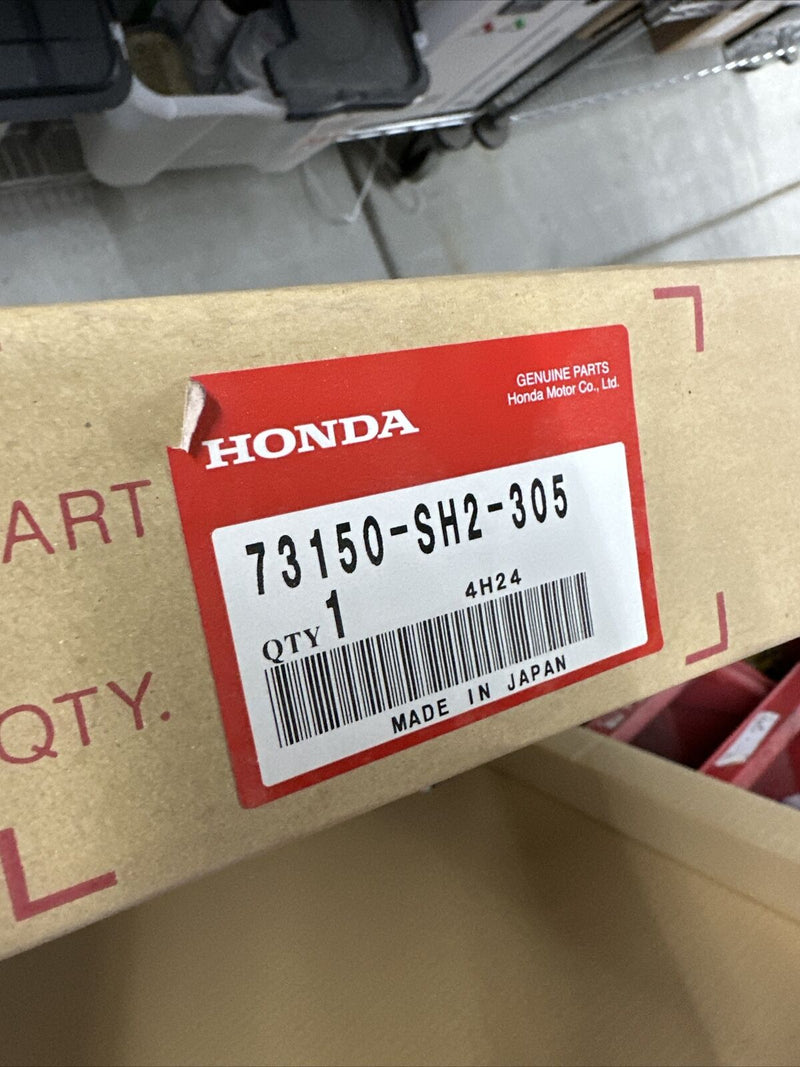 GENUINE PARTS
Honda Motor Co., Ltd.
HONDA
ART
73150-SH2-305
4H24
QTY 1
MADE IN JAPAN
QTY.